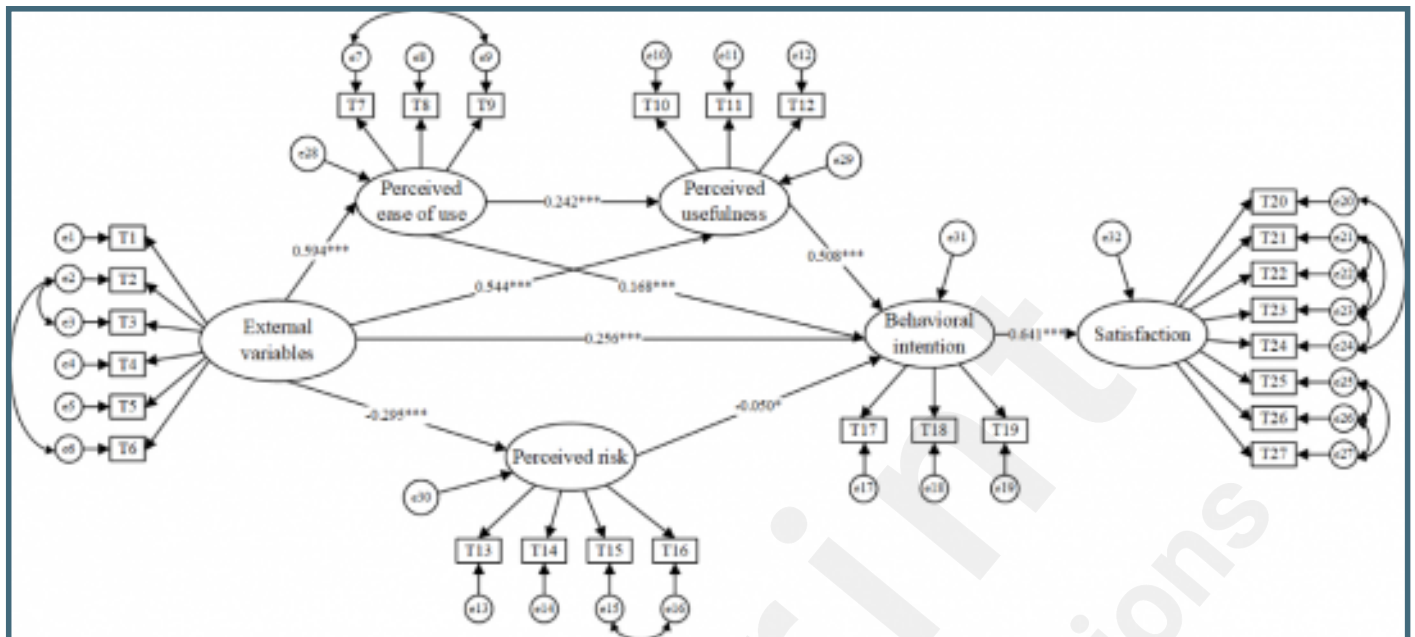 e7
e8
e9
e10
e11
e12
T7
T8
T9
T10
T11
T12
e28
e29
Perceived
ease of use
0.242***
Perceived
usefulness
e1
T1
e2
T2
e3
T3
e4
T4
e5
T5
e6
T6
0.594***
External
variables
0.544***
0.168***
0.508***
0.256***
-0.295***
e31
e32
Behavioral
intention
0.641***
Satisfaction
T20
e20
T21
e21
T22
e22
T23
e23
T24
e24
T25
e25
T26
e26
T27
e27
-0.050*
T17
T18
T19
e17
e18
e19
Perceived risk
e30
T13
T14
T15
T16
e13
e14
e15
e16